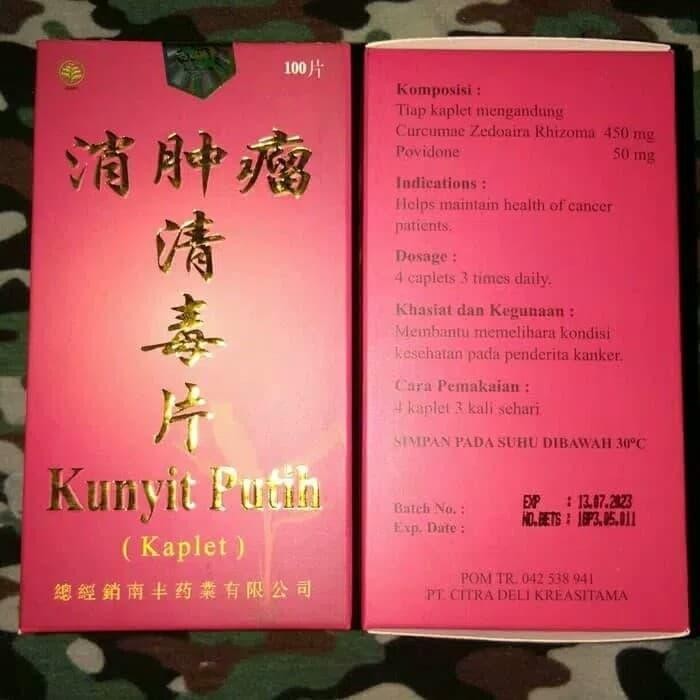 100片
消肿瘤
清
毒
片
Kunyit Putih
( Kaplet )
總經銷南丰药業有限公司
Komposisi :
Tiap kaplet mengandung
Curcumae Zedoaira Rhizoma 450 mg
Povidone 50 mg
Indications :
Helps maintain health of cancer
patients.
Dosage :
4 caplets 3 times daily.
Khasiat dan Kegunaan :
Membantu memelihara kondisi
kesehatan pada penderita kanker.
Cara Pemakaian :
4 kaplet 3 kali sehari
SIMPAN PADA SUHU DIBAWAH 30°C
Batch No. :
Exp. Date :
EXP : 13.07.2023
NO.BETS : 18P3.05.011
POM TR. 042 538 941
PT. CITRA DELI KREASITAMA